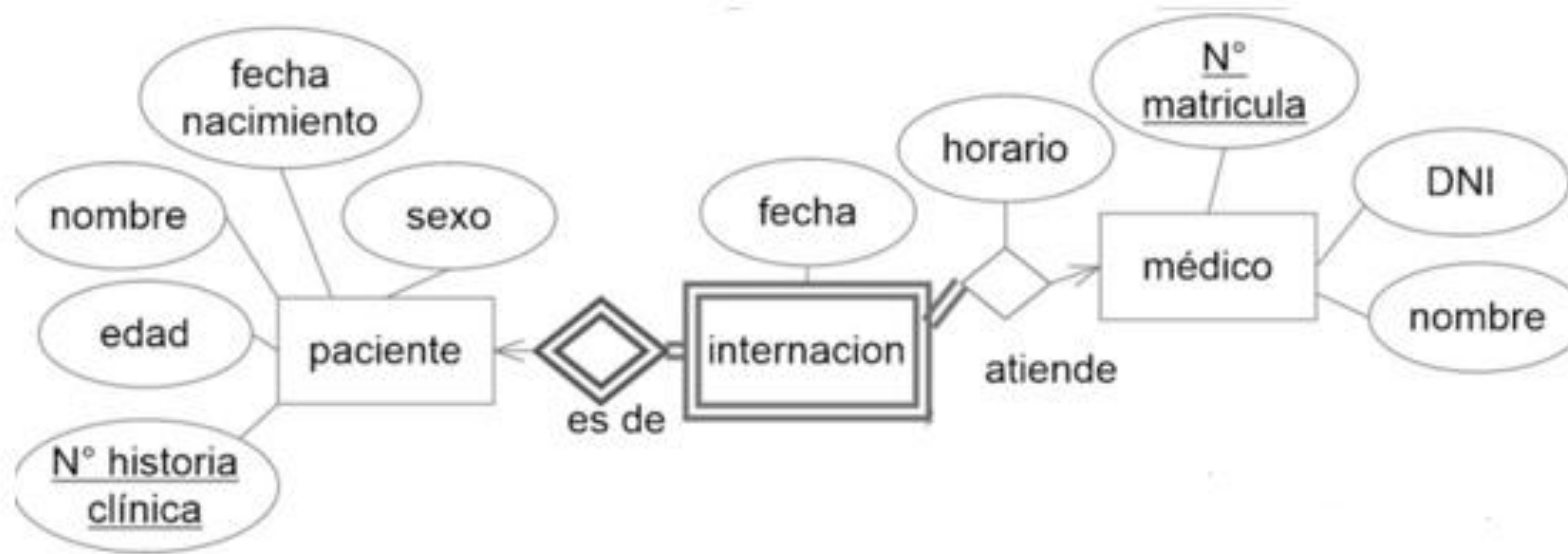 fecha
nacimiento
nombre
sexo
edad
paciente
N° historia
clínica
es de
fecha
internacion
horario
atiende
N°
matricula
médico
DNI
nombre